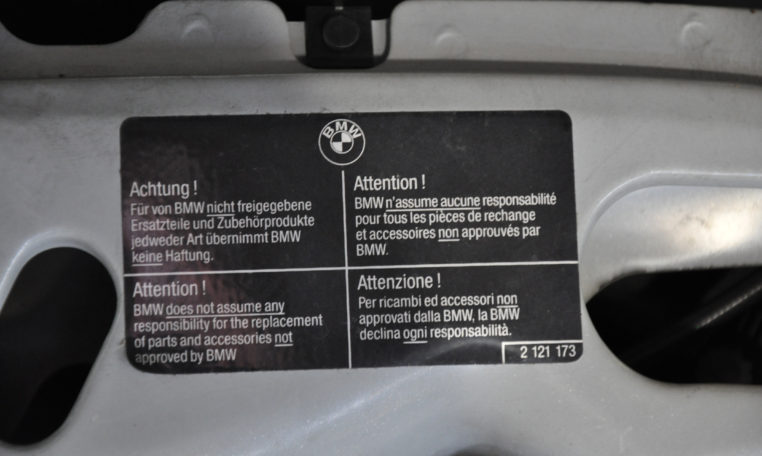 BMW
Achtung !
Für von BMW nicht freigegebene
Ersatzteile und Zubehörprodukte
jedweder Art übernimmt BMW
keine Haftung.
Attention !
BMW n'assume aucune responsabilité
pour tous les pièces de rechange
et accessoires non approuvés par
BMW.
Attention !
BMW does not assume any
responsibility for the replacement
of parts and accessories not
approved by BMW
Attenzione !
Per ricambi ed accessori non
approvati dalla BMW, la BMW
declina ogni responsabilità.
2 121 173